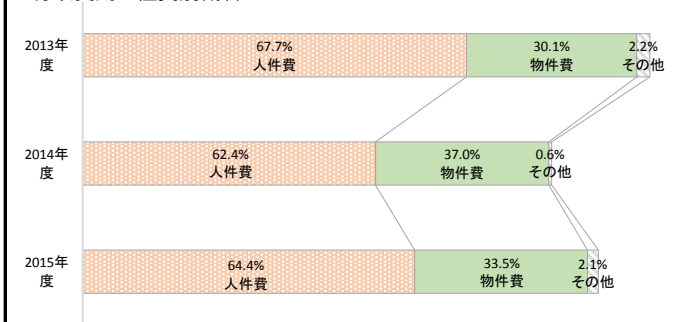 2013年
度
67.7%
人件費
30.1%
物件費
2.2%
その他
2014年
度
62.4%
人件費
37.0%
物件費
0.6%
その他
2015年
度
64.4%
人件費
33.5%
物件費
2.1%
その他